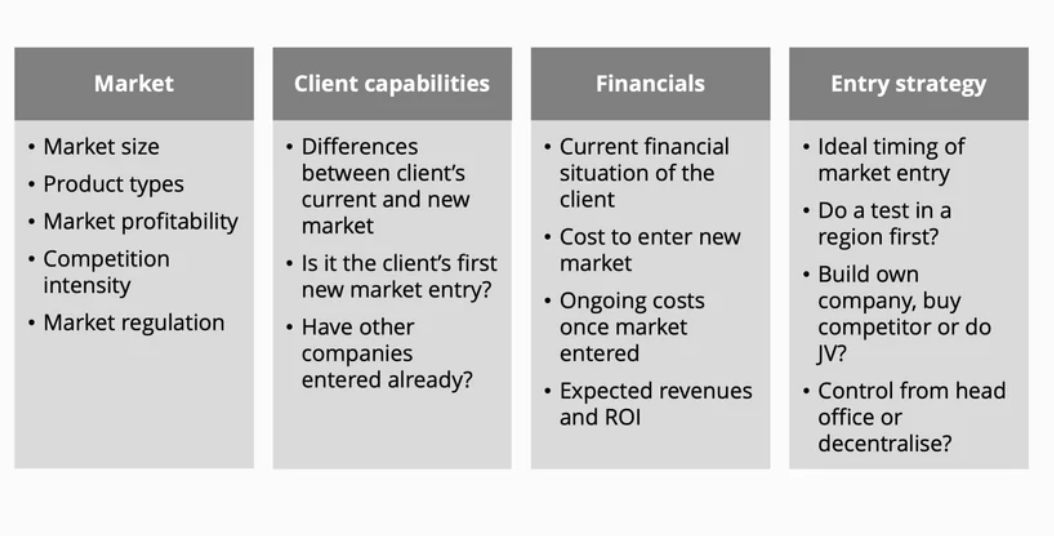 Market
• Market size
• Product types
• Market profitability
• Competition
intensity
• Market regulation
Client capabilities
• Differences
between client’s
current and new
market
• Is it the client’s first
new market entry?
• Have other
companies
entered already?
Financials
• Current financial
situation of the
client
• Cost to enter new
market
• Ongoing costs
once market
entered
• Expected revenues
and ROI
Entry strategy
• Ideal timing of
market entry
• Do a test in a
region first?
• Build own
company, buy
competitor or do
JV?
• Control from head
office or
decentralise?